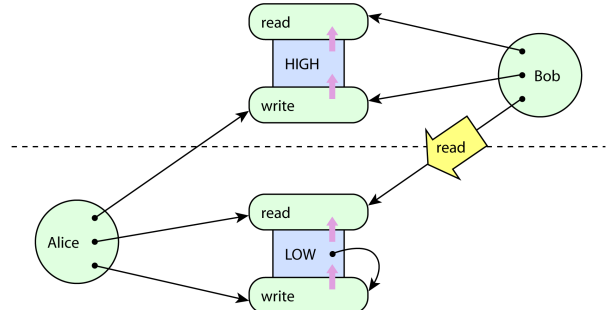 read
HIGH
Bob
write
read
read
Alice
LOW
write